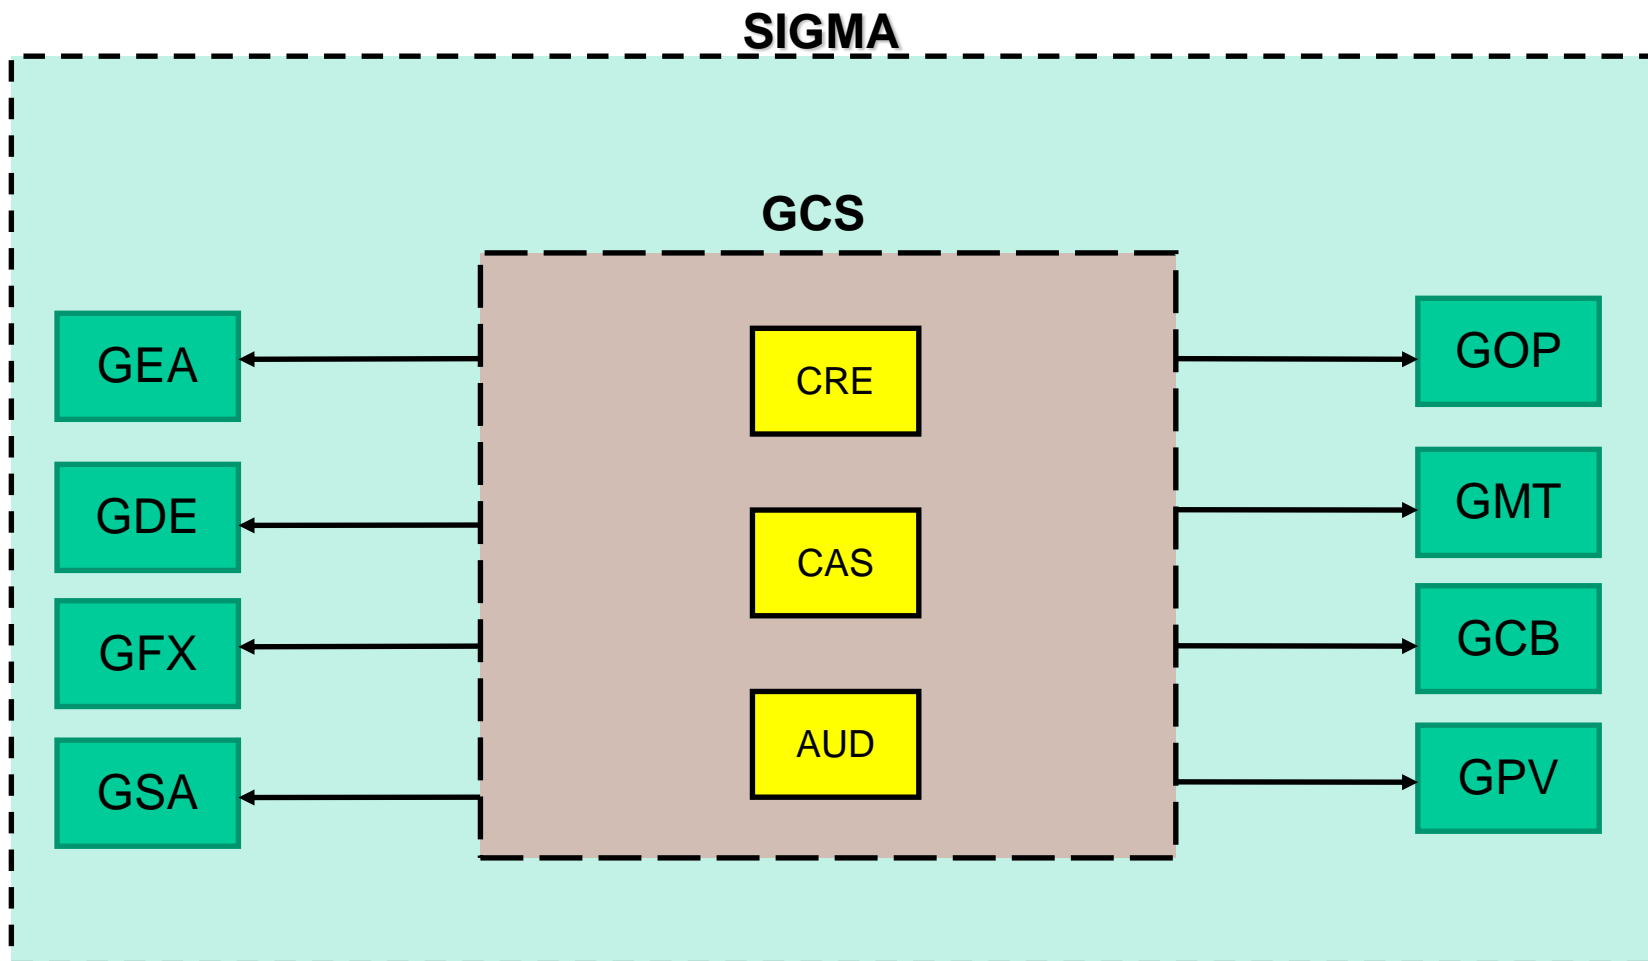 SIGMA
GCS
GEA
GDE
GFX
GSA
CRE
CAS
AUD
GOP
GMT
GCB
GPV